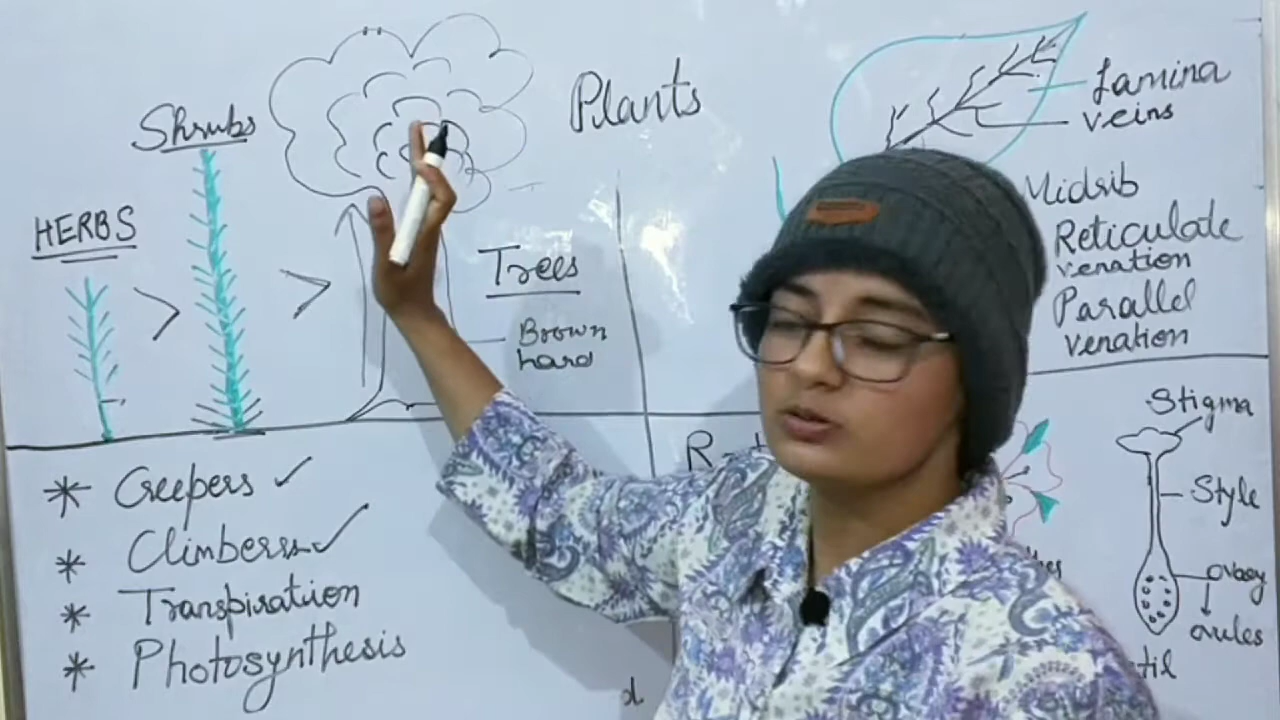 Plants
Shrubs
HERBS
>
>
Trees
Brown
hard
Lamina
veins
Midrib
Reticulate
venation
Parallel
venation
* Creepers ✓
* Climbers ✓
* Transpiration
* Photosynthesis
Stigma
Style
ovary
ovules